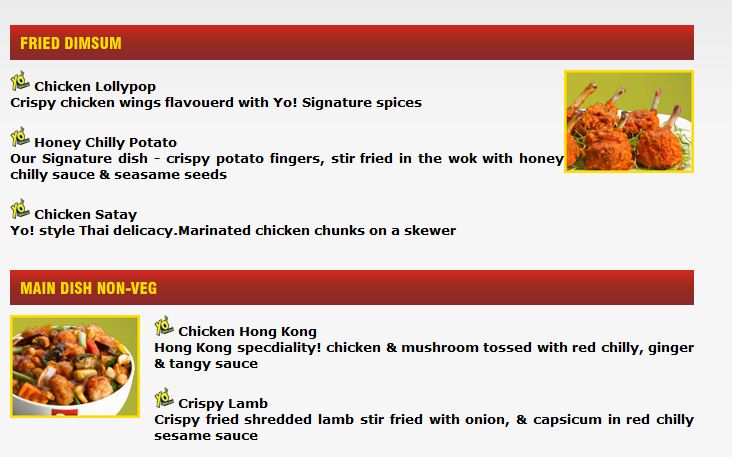 FRIED DIMSUM
Yo! Chicken Lollypop
Crispy chicken wings flavouerd with Yo! Signature spices
Yo! Honey Chilly Potato
Our Signature dish - crispy potato fingers, stir fried in the wok with honey
chilly sauce & seasame seeds
Yo! Chicken Satay
Yo! style Thai delicacy.Marinated chicken chunks on a skewer
MAIN DISH NON-VEG
Yo! Chicken Hong Kong
Hong Kong specdiality! chicken & mushroom tossed with red chilly, ginger
& tangy sauce
Yo! Crispy Lamb
Crispy fried shredded lamb stir fried with onion, & capsicum in red chilly
sesame sauce